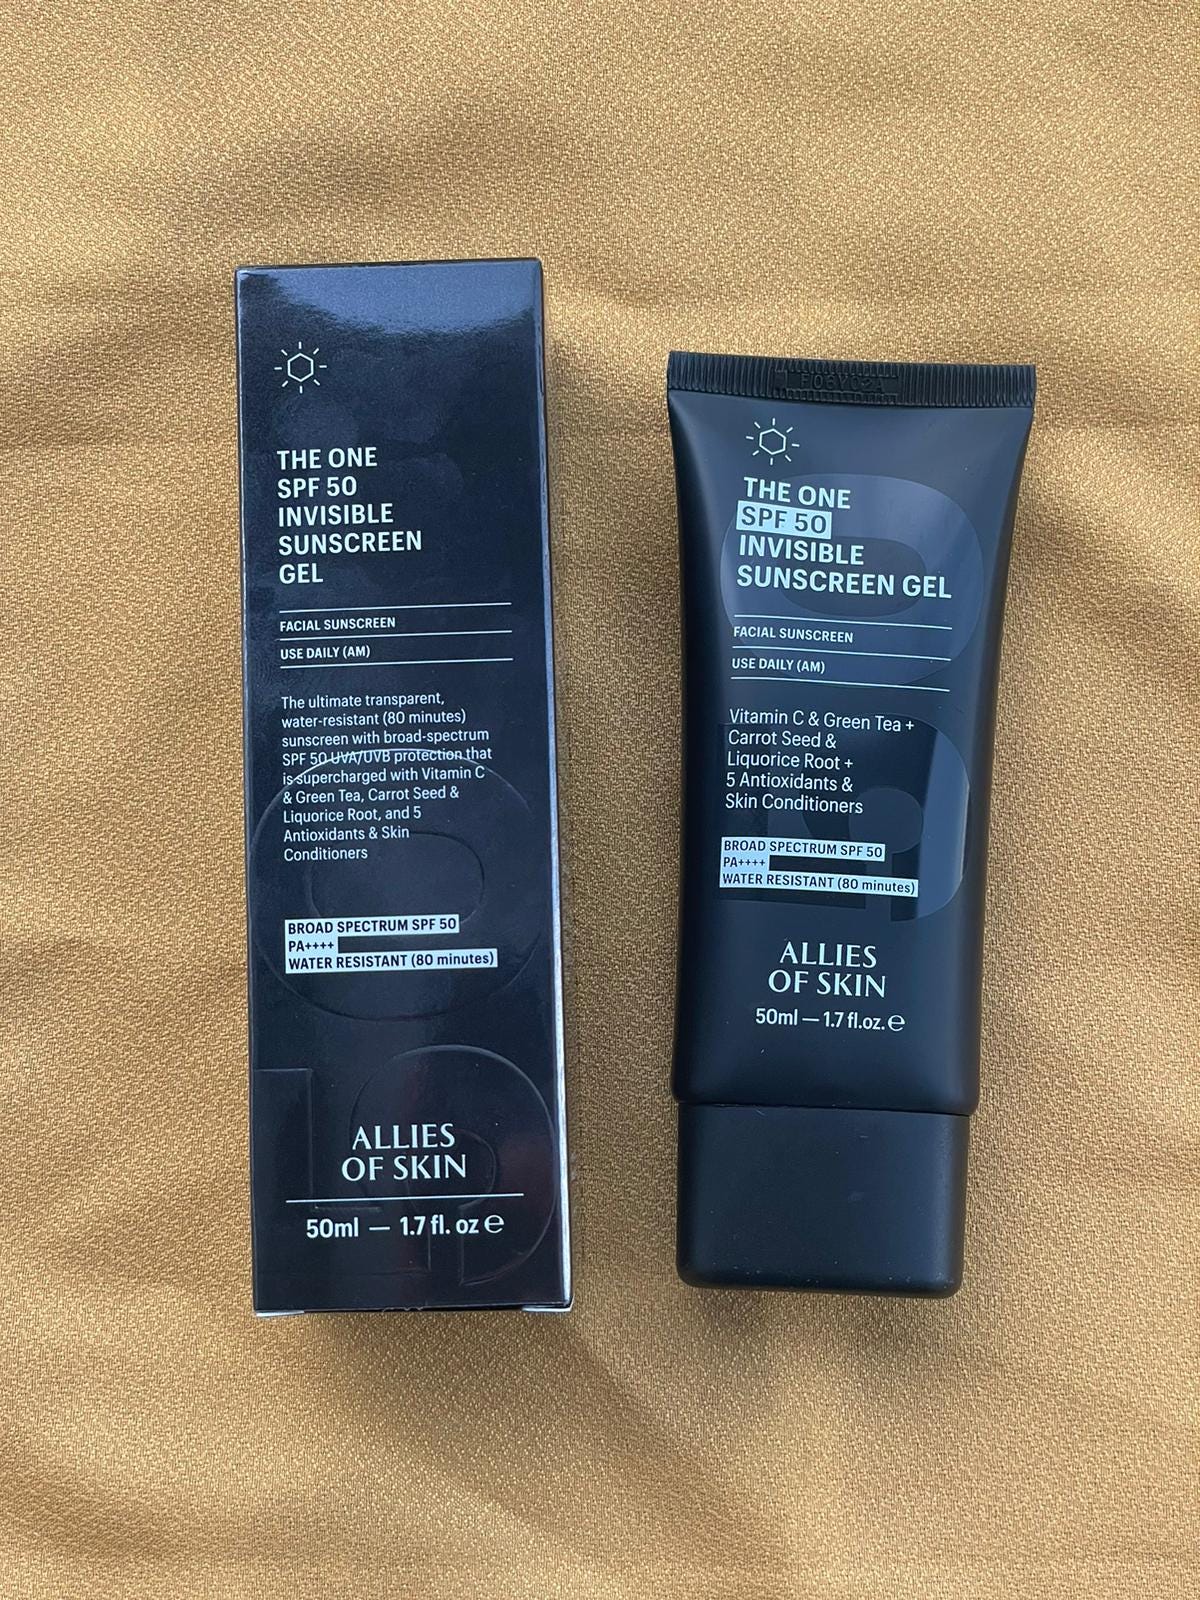 THE ONE
SPF 50
INVISIBLE
SUNSCREEN
GEL
FACIAL SUNSCREEN
USE DAILY (AM)
The ultimate transparent,
water-resistant (80 minutes)
sunscreen with broad-spectrum
SPF 50 UVA/UVB protection that
is supercharged with Vitamin C
& Green Tea, Carrot Seed &
Liquorice Root, and 5
Antioxidants & Skin
Conditioners
BROAD SPECTRUM SPF 50
PA++++
WATER RESISTANT (80 minutes)
ALLIES
OF SKIN
50ml — 1.7 fl. oz ℮
THE ONE
SPF 50
INVISIBLE
SUNSCREEN GEL
FACIAL SUNSCREEN
USE DAILY (AM)
Vitamin C & Green Tea +
Carrot Seed &
Liquorice Root +
5 Antioxidants &
Skin Conditioners
BROAD SPECTRUM SPF 50
PA++++
WATER RESISTANT (80 minutes)
ALLIES
OF SKIN
50ml — 1.7 fl.oz. ℮